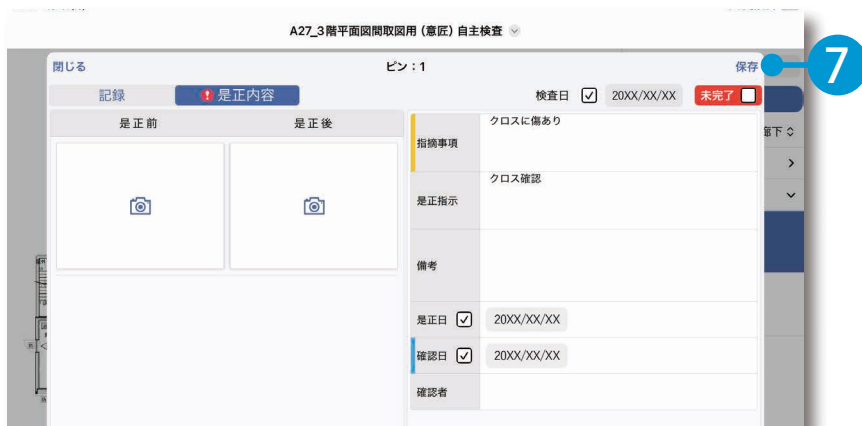 A27_3階平面図間取図用（意匠）自主検査
閉じる
ピン：1
保存
7
記録
是正内容
検査日
20XX/XX/XX
未完了
是正前
是正後
指摘事項
クロスに傷あり
廊下
是正指示
クロス確認
備考
是正日
20XX/XX/XX
確認日
20XX/XX/XX
確認者